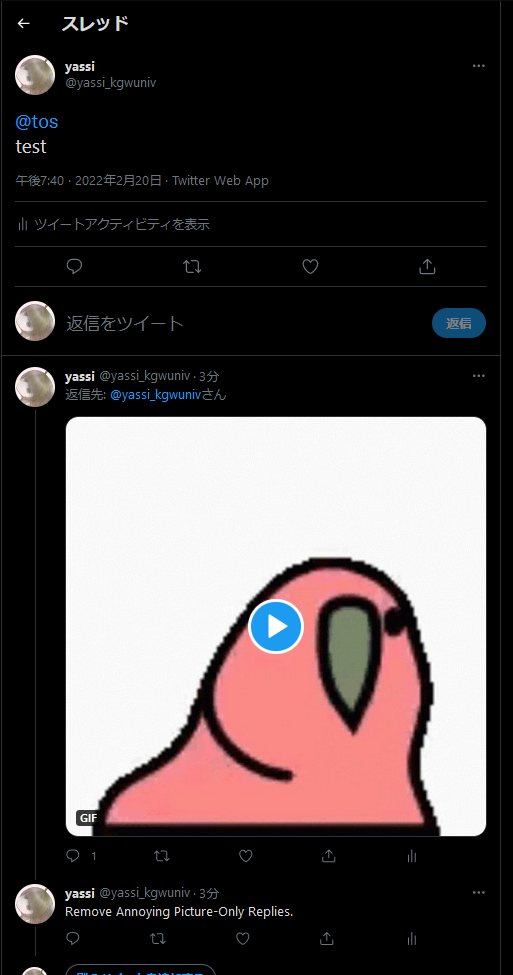 スレッド
yassi
@yassi_kgwuniv
@tos
test
午後7:40 · 2022年2月20日 · Twitter Web App
ツイートアクティビティを表示
返信をツイート
返信
yassi @yassi_kgwuniv · 3分
返信先: @yassi_kgwunivさん
GIF
1
yassi @yassi_kgwuniv · 3分
Remove Annoying Picture-Only Replies.